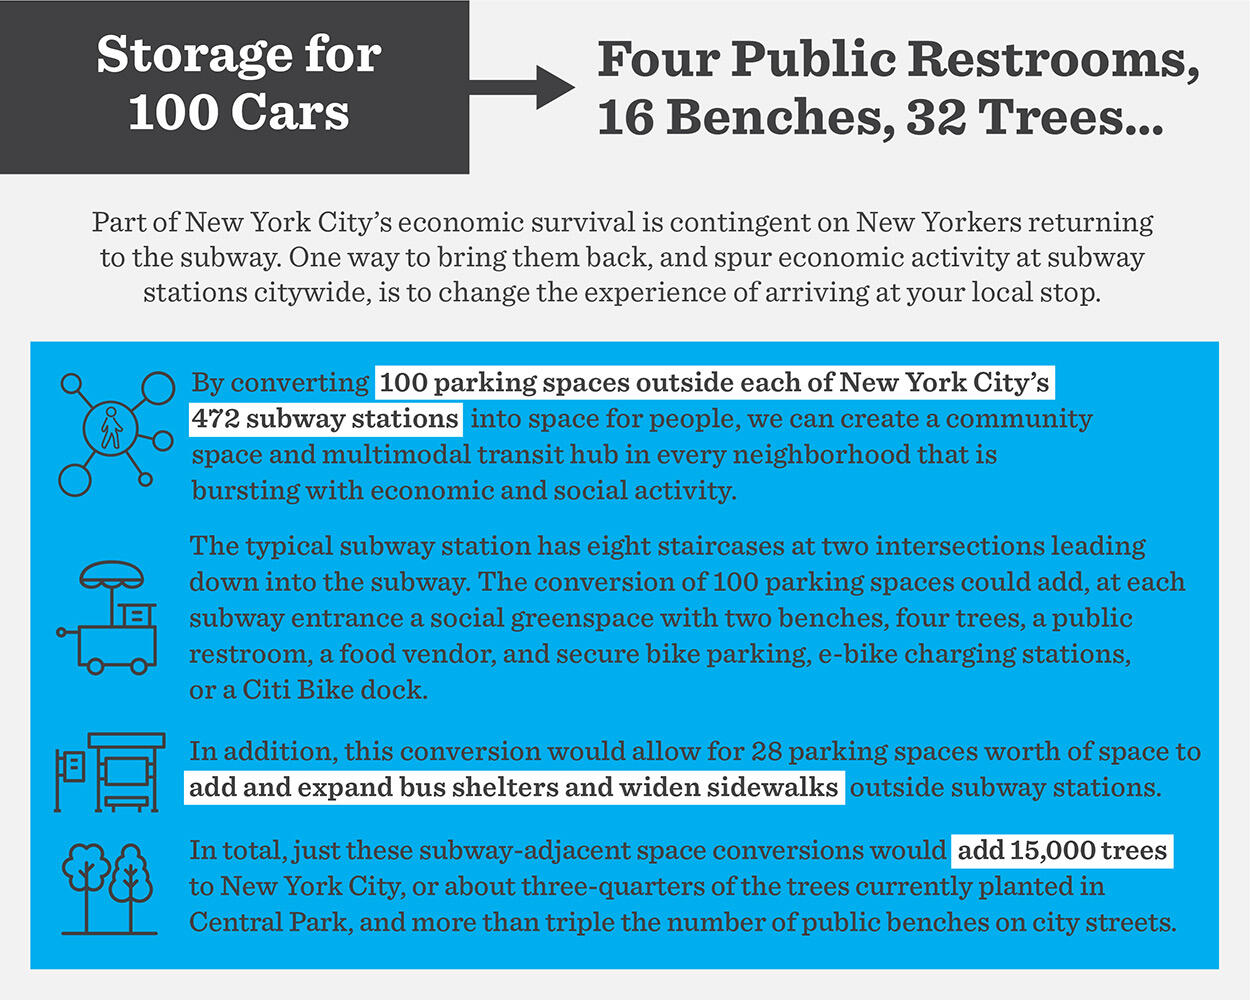 Storage for
100 Cars
Four Public Restrooms,
16 Benches, 32 Trees...
Part of New York City’s economic survival is contingent on New Yorkers returning
to the subway. One way to bring them back, and spur economic activity at subway
stations citywide, is to change the experience of arriving at your local stop.
By converting 100 parking spaces outside each of New York City’s
472 subway stations into space for people, we can create a community
space and multimodal transit hub in every neighborhood that is
bursting with economic and social activity.
The typical subway station has eight staircases at two intersections leading
down into the subway. The conversion of 100 parking spaces could add, at each
subway entrance a social greenspace with two benches, four trees, a public
restroom, a food vendor, and secure bike parking, e-bike charging stations,
or a Citi Bike dock.
In addition, this conversion would allow for 28 parking spaces worth of space to
add and expand bus shelters and widen sidewalks outside subway stations.
In total, just these subway-adjacent space conversions would add 15,000 trees
to New York City, or about three-quarters of the trees currently planted in
Central Park, and more than triple the number of public benches on city streets.